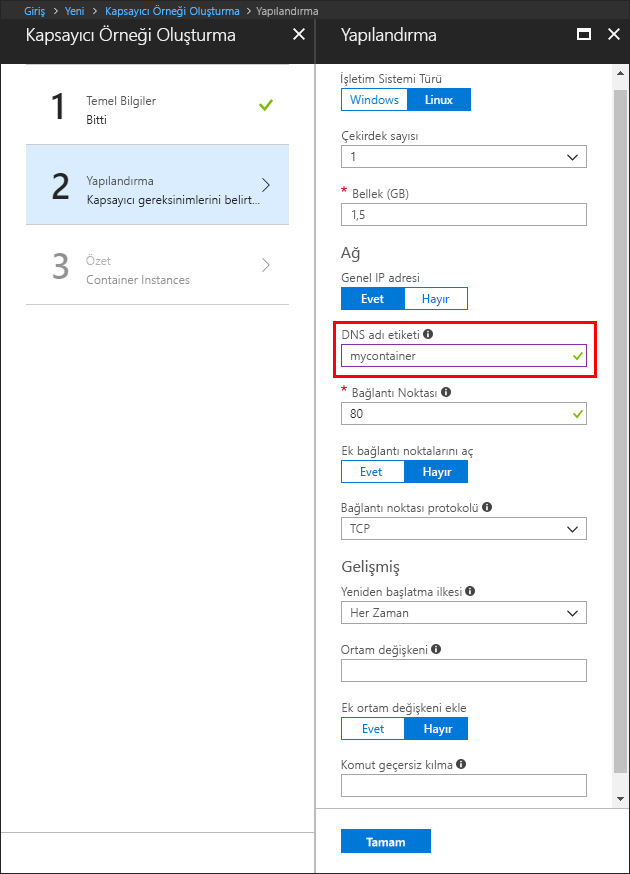 Giriş > Yeni > Kapsayıcı Örneği Oluşturma > Yapılandırma
Kapsayıcı Örneği Oluşturma
1
Temel Bilgiler
Bitti
2
Yapılandırma
Kapsayıcı gereksinimlerini belirt...
3
Özet
Container Instances
Yapılandırma
İşletim Sistemi Türü
Windows Linux
Çekirdek sayısı
1
* Bellek (GB)
1,5
Ağ
Genel IP adresi
Evet Hayır
DNS adı etiketi
mycontainer
* Bağlantı Noktası
80
Ek bağlantı noktalarını aç
Evet Hayır
Bağlantı noktası protokolü
TCP
Gelişmiş
Yeniden başlatma ilkesi
Her Zaman
Ortam değişkeni
Ek ortam değişkeni ekle
Evet Hayır
Komut geçersiz kılma
Tamam